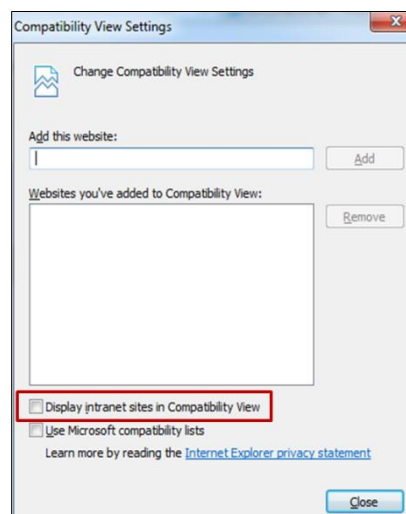 Compatibility View Settings
Change Compatibility View Settings
Add this website:
Add
Websites you've added to Compatibility View:
Remove
Display intranet sites in Compatibility View
Use Microsoft compatibility lists
Learn more by reading the Internet Explorer privacy statement
Close